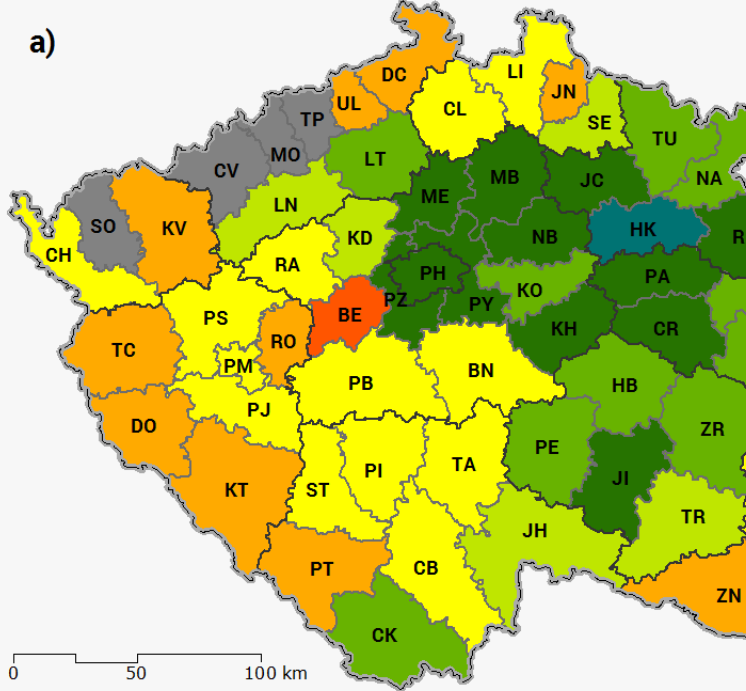 a)
DC
LI
JN
UL
CL
TP
SE
TU
MO
LT
CV
NA
MB
JC
ME
LN
SO
KV
KD
NB
HK
R
CH
RA
PH
PA
KO
PZ
PY
BE
PS
KH
CR
RO
TC
PM
BN
PB
HB
PJ
DO
ZR
PE
TA
PI
JI
KT
ST
TR
JH
PT
CB
ZN
CK
0 50 100 km